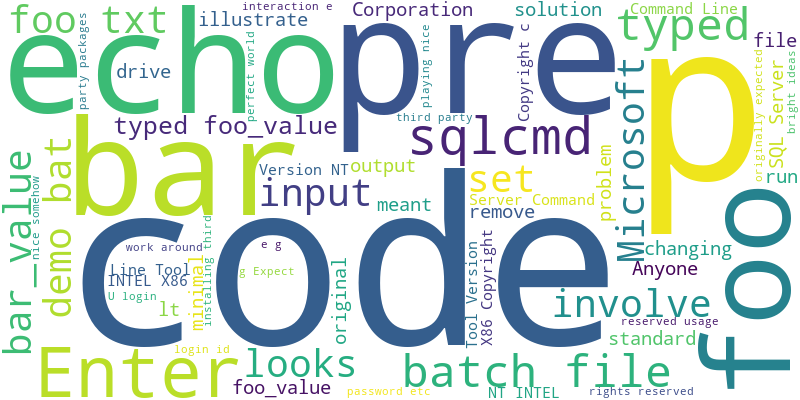 interaction e
foo txt
illustrate
Corporation
solution
Command Line
echo
pre
typed
party packages
drive
perfect world
playing nice
Copyright c
file
third party
originally expected
SQL Server
bright ideas
p
typed foo_value
sqlcmd
Microsoft
bar
Version NT
output
input
set
run
bar_value
nice somehow
demo bat
meant
Server Command
remove
problem
foo
code
work around
e g
changing
Line Tool
g Expect
Anyone
INTEL X86
U login
lt
minimal
installing third
original
Tool Version
X86 Copyright
involve
reserved usage
standard
login id
Enter
looks
batch file
foo_value
password etc
NT INTEL
rights reserved